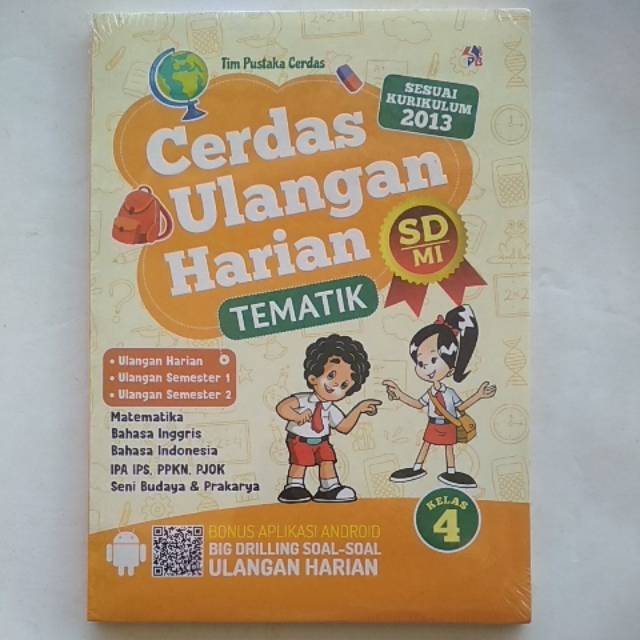 Tim Pustaka Cerdas
SESUAI
KURIKULUM
2013
Cerdas
Ulangan
Harian
SD
MI
TEMATIK
• Ulangan Harian
• Ulangan Semester 1
• Ulangan Semester 2
Matematika
Bahasa Inggris
Bahasa Indonesia
IPA IPS, PPKN, PJOK
Seni Budaya & Prakarya
KELAS
4
BONUS APLIKASI ANDROID
BIG DRILLING SOAL-SOAL
ULANGAN HARIAN